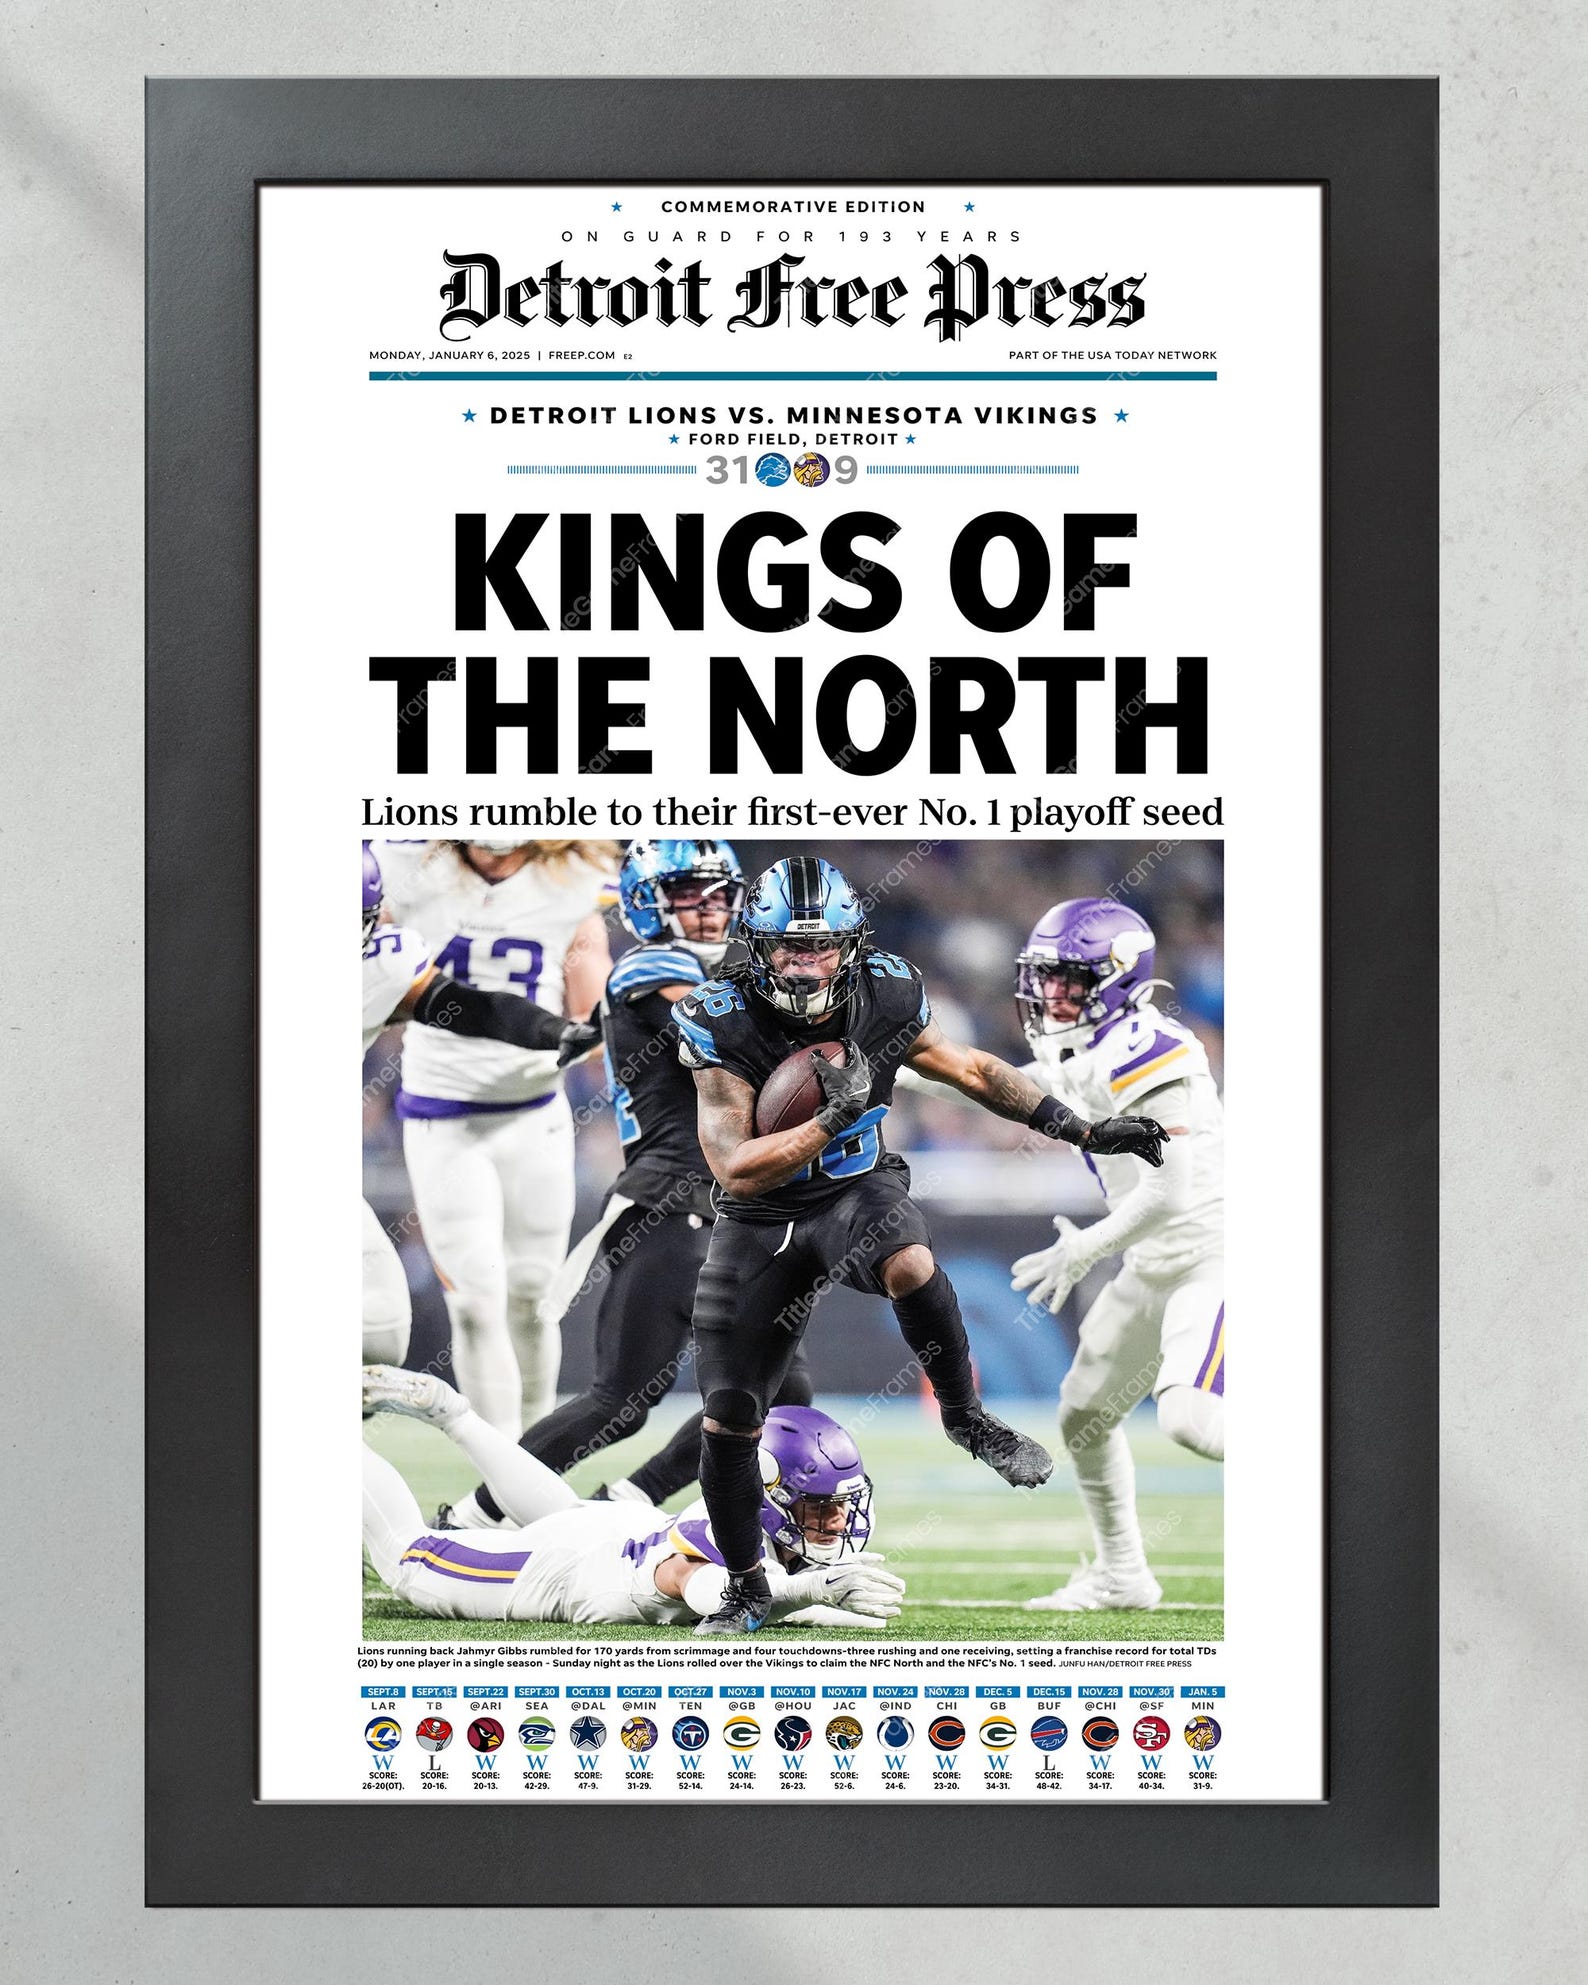 ★ COMMEMORATIVE EDITION ★
ON GUARD FOR 193 YEARS
Detroit Free Press
MONDAY, JANUARY 6, 2025 | FREEP.COM E2 PART OF THE USA TODAY NETWORK
★ DETROIT LIONS VS. MINNESOTA VIKINGS ★
★ FORD FIELD, DETROIT ★
31 9
KINGS OF
THE NORTH
Lions rumble to their first-ever No. 1 playoff seed
43
DETROIT
26
26
Lions running back Jahmyr Gibbs rumbled for 170 yards from scrimmage and four touchdowns-three rushing and one receiving, setting a franchise record for total TDs
(20) by one player in a single season - Sunday night as the Lions rolled over the Vikings to claim the NFC North and the NFC's No. 1 seed. JUNFU HAN/DETROIT FREE PRESS
SEPT.8 SEPT.15 SEPT.22 SEPT.30 OCT.13 OCT.20 OCT.27 NOV.3 NOV.10 NOV.17 NOV. 24 NOV. 28 DEC. 5 DEC.15 NOV. 28 NOV. 30 JAN. 5
LAR TB @ARI SEA @DAL @MIN TEN @GB @HOU JAC @IND CHI GB BUF @CHI @SF MIN
W L W W W W W W W W W W W L W W W
SCORE: SCORE: SCORE: SCORE: SCORE: SCORE: SCORE: SCORE: SCORE: SCORE: SCORE: SCORE: SCORE: SCORE: SCORE: SCORE: SCORE:
26-20(OT). 20-16. 20-13. 42-29. 47-9. 31-29. 52-14. 24-14. 26-23. 52-6. 24-6. 23-20. 34-31. 48-42. 34-17. 40-34. 31-9.
TitleGameFrames